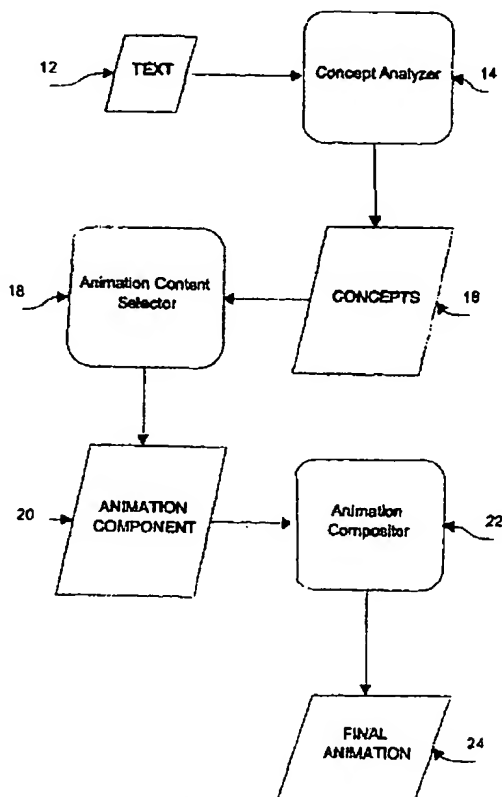 12
TEXT
Concept Analyzer
14
18
Animation Content
Selector
CONCEPTS
18
20
ANIMATION
COMPONENT
Animation
Compositor
22
FINAL
ANIMATION
24